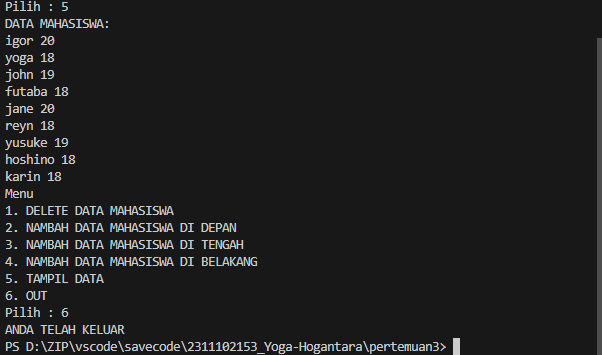 Pilih : 5
DATA MAHASISWA:
igor 20
yoga 18
john 19
futaba 18
jane 20
reyn 18
yusuke 19
hoshino 18
karin 18
Menu
1. DELETE DATA MAHASISWA
2. NAMBAH DATA MAHASISWA DI DEPAN
3. NAMBAH DATA MAHASISWA DI TENGAH
4. NAMBAH DATA MAHASISWA DI BELAKANG
5. TAMPIL DATA
6. OUT
Pilih : 6
ANDA TELAH KELUAR
PS D:\ZIP\vscode\savecode\2311102153_Yoga-Hogantara\pertemuan3>